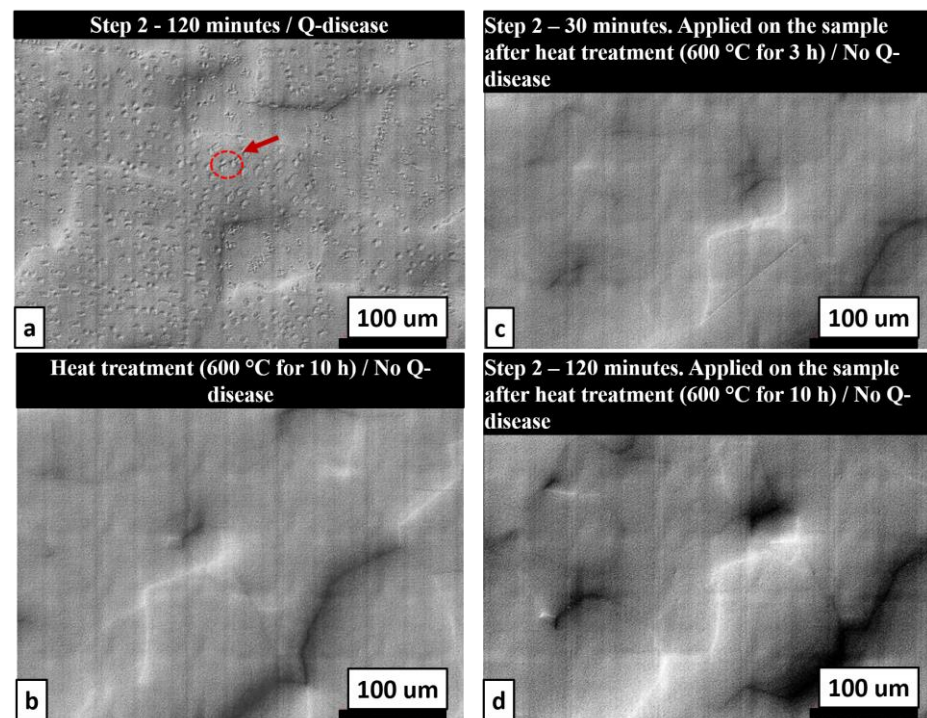 Step 2 - 120 minutes / Q-disease
100 um
a
Step 2 – 30 minutes. Applied on the sample
after heat treatment (600 °C for 3 h) / No Q-
disease
100 um
c
Heat treatment (600 °C for 10 h) / No Q-
disease
100 um
b
Step 2 – 120 minutes. Applied on the sample
after heat treatment (600 °C for 10 h) / No Q-
disease
100 um
d